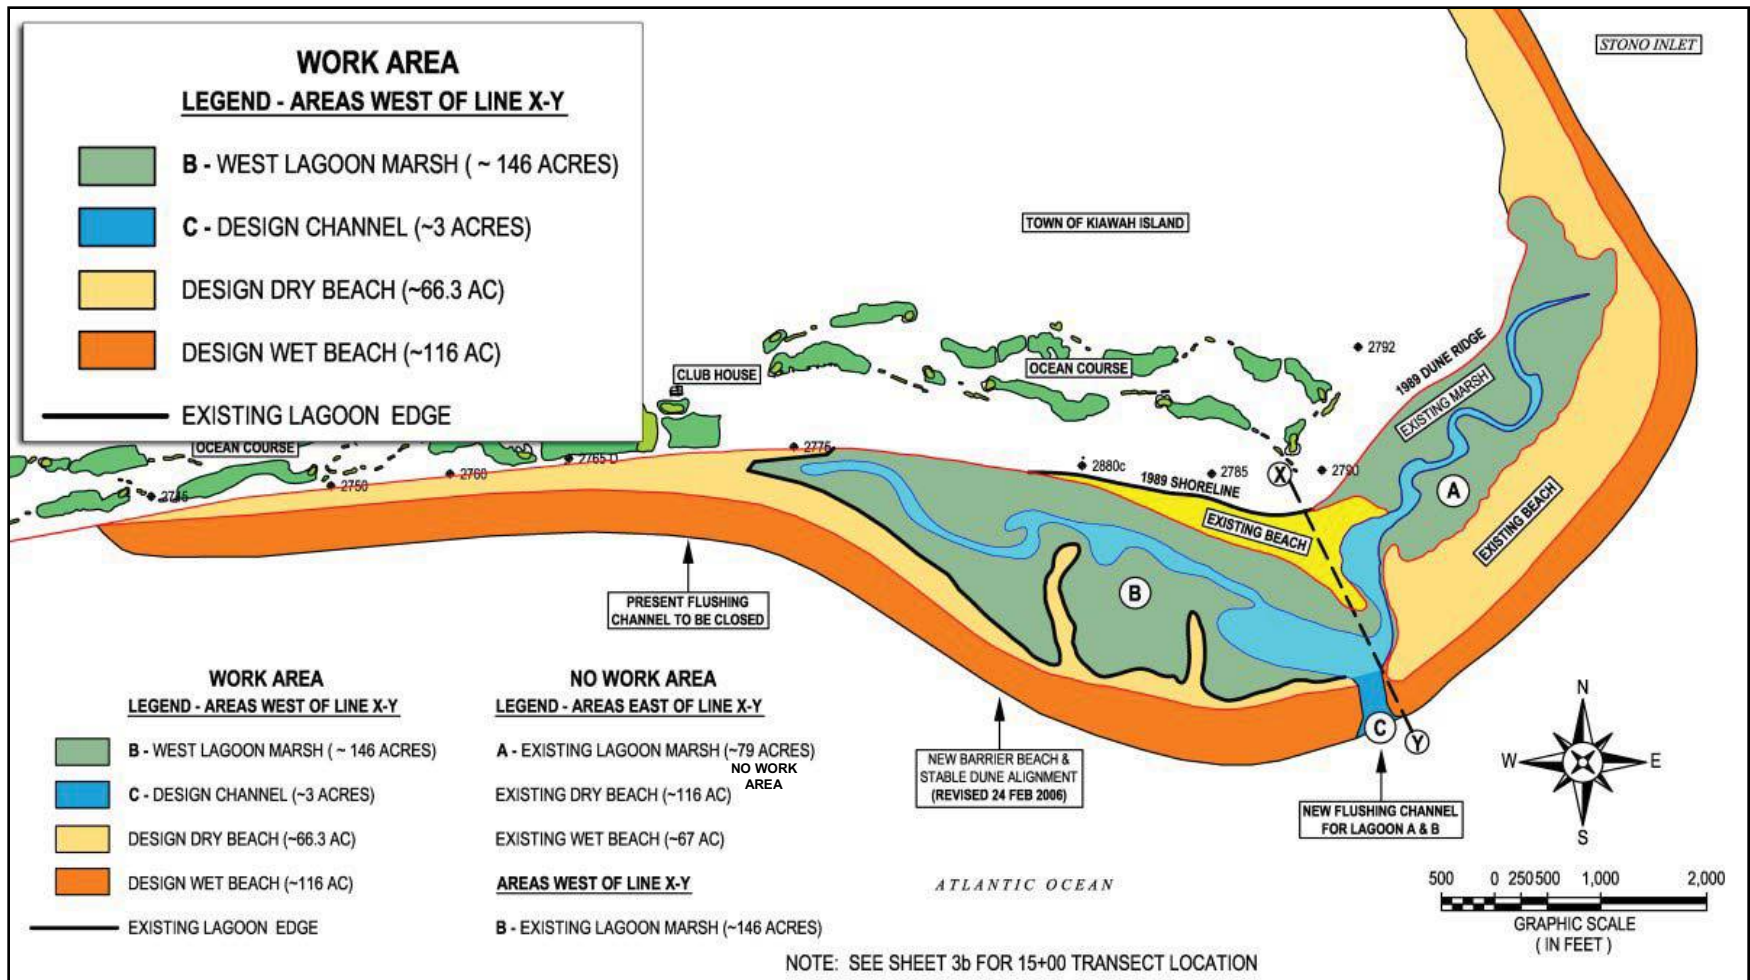 WORK AREA
LEGEND - AREAS WEST OF LINE X-Y
B - WEST LAGOON MARSH ( ~ 146 ACRES)
C - DESIGN CHANNEL (~3 ACRES)
DESIGN DRY BEACH (~66.3 AC)
DESIGN WET BEACH (~116 AC)
EXISTING LAGOON EDGE
STONO INLET
TOWN OF KIAWAH ISLAND
CLUB HOUSE
OCEAN COURSE
2792
1989 DUNE RIDGE
EXISTING MARSH
OCEAN COURSE
2745
2750
2760
2765 D
2775
2880c
2785
2790
1989 SHORELINE
X
EXISTING BEACH
A
EXISTING BEACH
B
PRESENT FLUSHING
CHANNEL TO BE CLOSED
C
Y
NEW BARRIER BEACH &
STABLE DUNE ALIGNMENT
(REVISED 24 FEB 2006)
NEW FLUSHING CHANNEL
FOR LAGOON A & B
N
W
E
S
WORK AREA
LEGEND - AREAS WEST OF LINE X-Y
B - WEST LAGOON MARSH ( ~ 146 ACRES)
C - DESIGN CHANNEL (~3 ACRES)
DESIGN DRY BEACH (~66.3 AC)
DESIGN WET BEACH (~116 AC)
EXISTING LAGOON EDGE
NO WORK AREA
LEGEND - AREAS EAST OF LINE X-Y
A - EXISTING LAGOON MARSH (~79 ACRES)
NO WORK
AREA
EXISTING DRY BEACH (~116 AC)
EXISTING WET BEACH (~67 AC)
AREAS WEST OF LINE X-Y
B - EXISTING LAGOON MARSH (~146 ACRES)
ATLANTIC OCEAN
500 0 250 500 1,000 2,000
GRAPHIC SCALE
( IN FEET )
NOTE: SEE SHEET 3b FOR 15+00 TRANSECT LOCATION